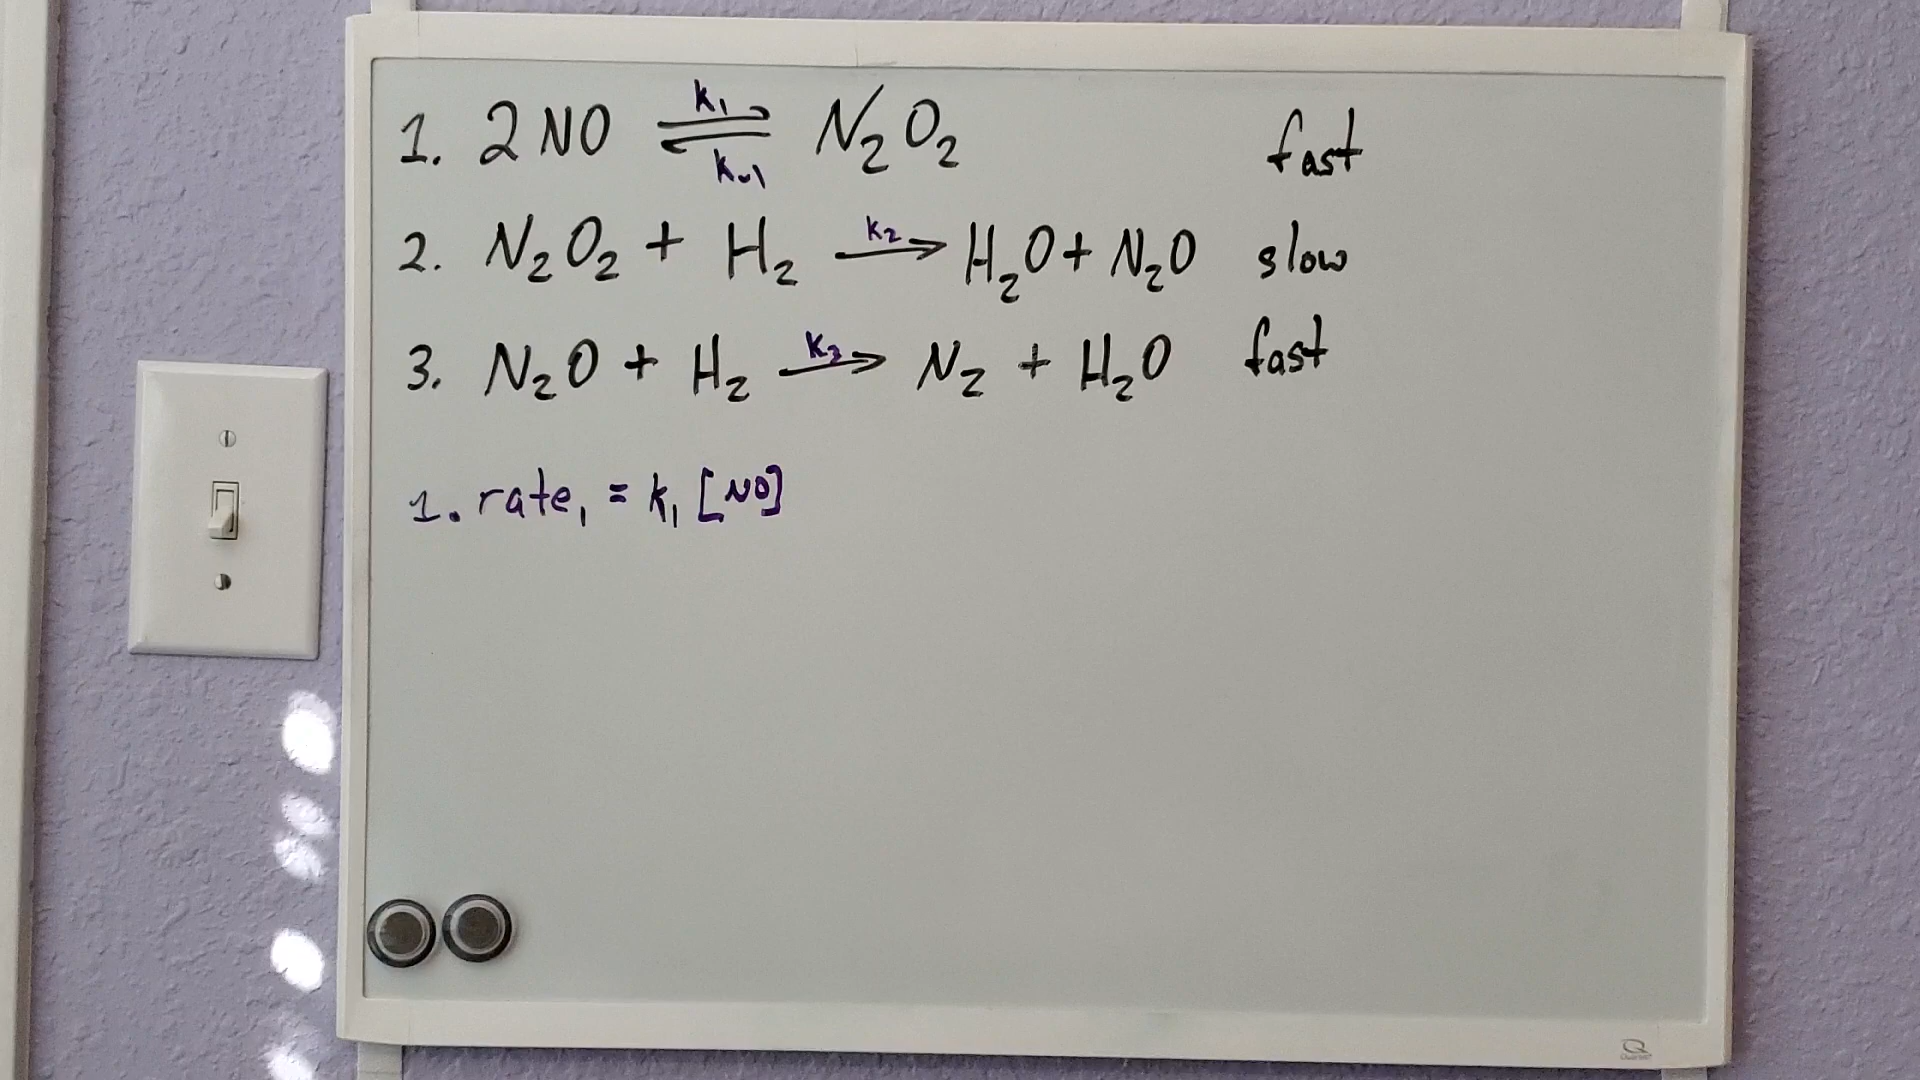 1. 2 NO ⇌ N₂O₂ k₁ k₋₁ fast
2. N₂O₂ + H₂ →k₂ H₂O + N₂O slow
3. N₂O + H₂ →k₃ N₂ + H₂O fast
1. rate₁ = k₁ [NO]